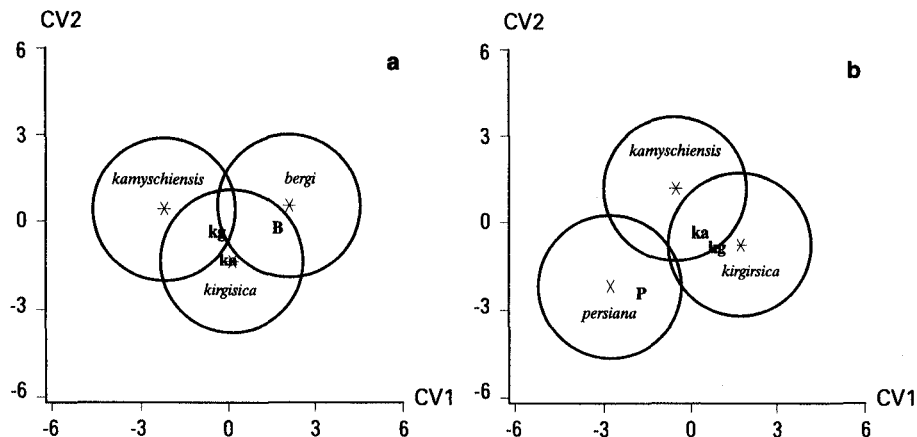 CV2
6
3
0
-3
-6
-6
-3
0
3
6
CV1
a
kamyschiensis
bergi
kg
B
ka
kirgisica
CV2
6
3
0
-3
-6
-6
-3
0
3
6
CV1
b
kamyschiensis
ka
kg
kirgirsica
P
persiana